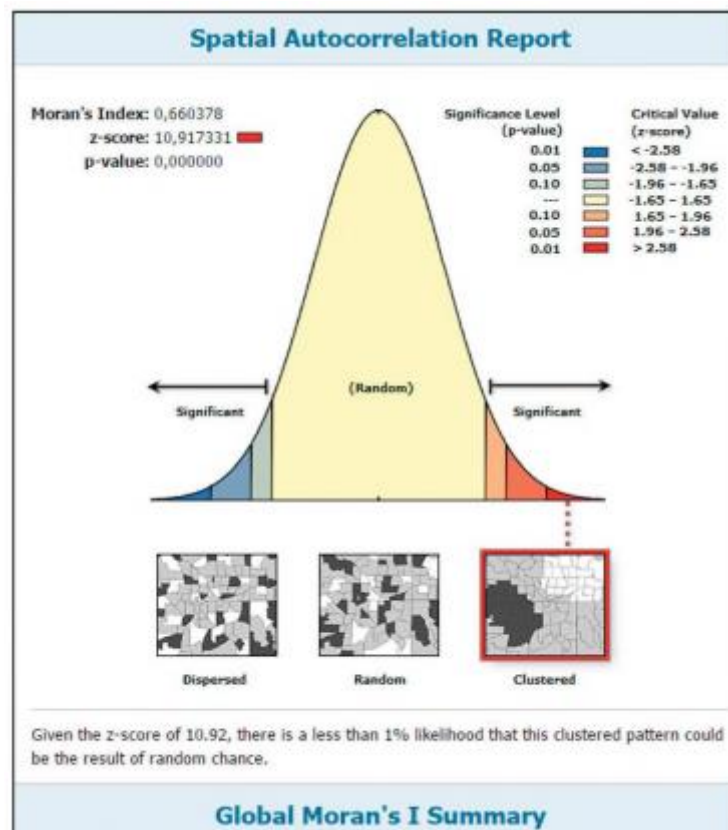 Spatial Autocorrelation Report
Moran's Index: 0,660378
z-score: 10,917331
p-value: 0,000000
Significance Level
(p-value)
Critical Value
(z-score)
0.01 < -2.58
0.05 -2.58 – -1.96
0.10 -1.96 – -1.65
--- -1.65 – 1.65
0.10 1.65 – 1.96
0.05 1.96 – 2.58
0.01 > 2.58
(Random)
Significant
Significant
Dispersed
Random
Clustered
Given the z-score of 10.92, there is a less than 1% likelihood that this clustered pattern could
be the result of random chance.
Global Moran's I Summary